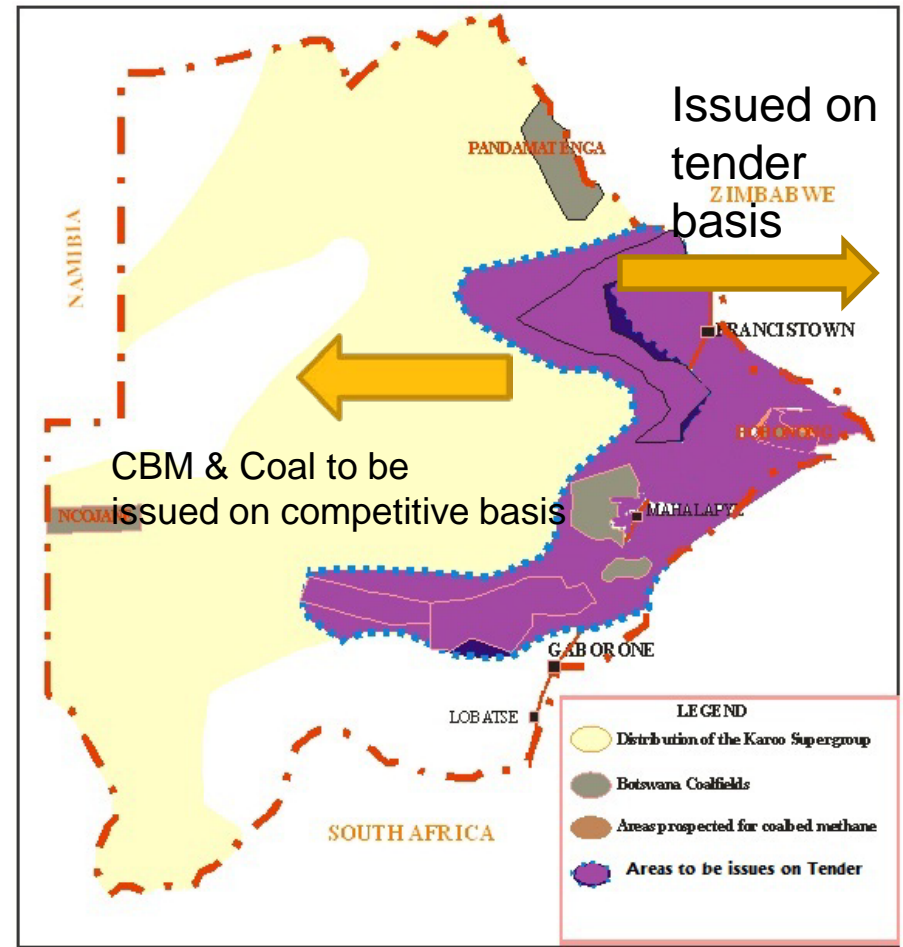 Issued on
tender
basis
PANDAMATENGA
ZIMBABWE
NAMIBIA
FRANCISTOWN
CBM & Coal to be
issued on competitive basis
MAHALAPYE
GABORONE
LOBATSE
SOUTH AFRICA
LEGEND
Distribution of the Karoo Supergroup
Botswana Coalfields
Areas prospected for coalbed methane
Areas to be issues on Tender